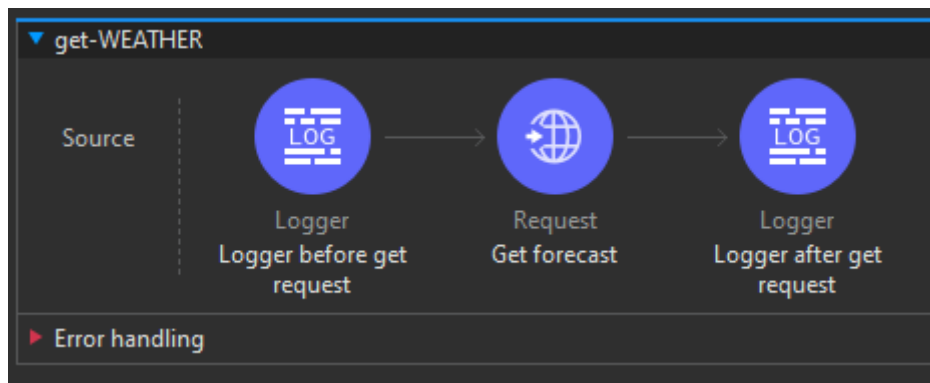 get-WEATHER
Source
LOG
LOG
Logger
Request
Logger
Logger before get
request
Get forecast
Logger after get
request
Error handling